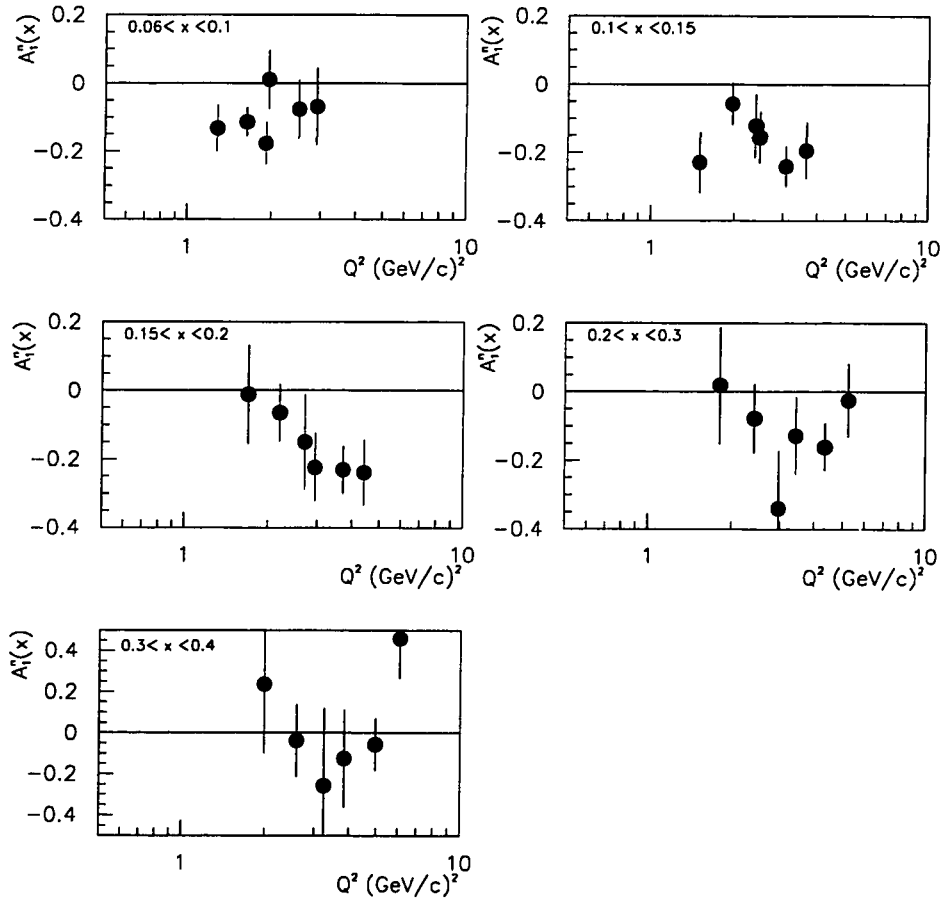 0.06< x <0.1
A₁ⁿ(x)
0.2
0
−0.2
−0.4
1
10
Q² (GeV/c)²
0.1< x <0.15
A₁ⁿ(x)
0.2
0
−0.2
−0.4
1
10
Q² (GeV/c)²
0.15< x <0.2
A₁ⁿ(x)
0.2
0
−0.2
−0.4
1
10
Q² (GeV/c)²
0.2< x <0.3
A₁ⁿ(x)
0.2
0
−0.2
−0.4
1
10
Q² (GeV/c)²
0.3< x <0.4
A₁ⁿ(x)
0.4
0.2
0
−0.2
−0.4
1
10
Q² (GeV/c)²